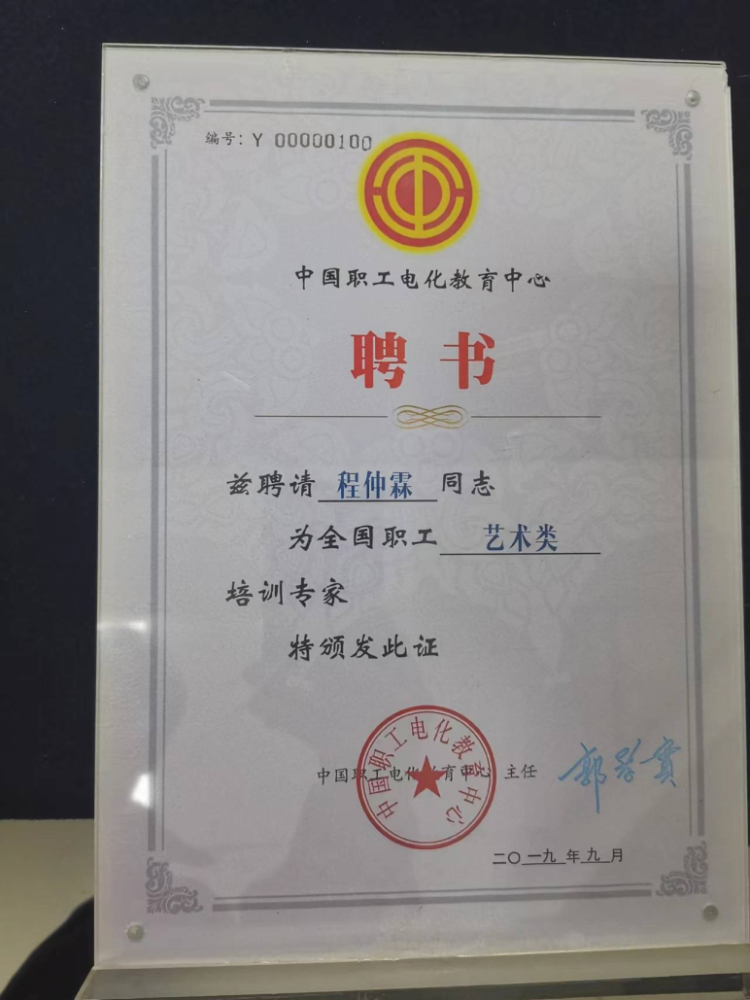 编号：Y 00000100
中国职工电化教育中心
聘书
兹聘请 程仲霖 同志
为全国职工 艺术类
培训专家
特颁发此证
中国职工电化教育中心
中国职工电化教育中心 主任
二〇一九年九月